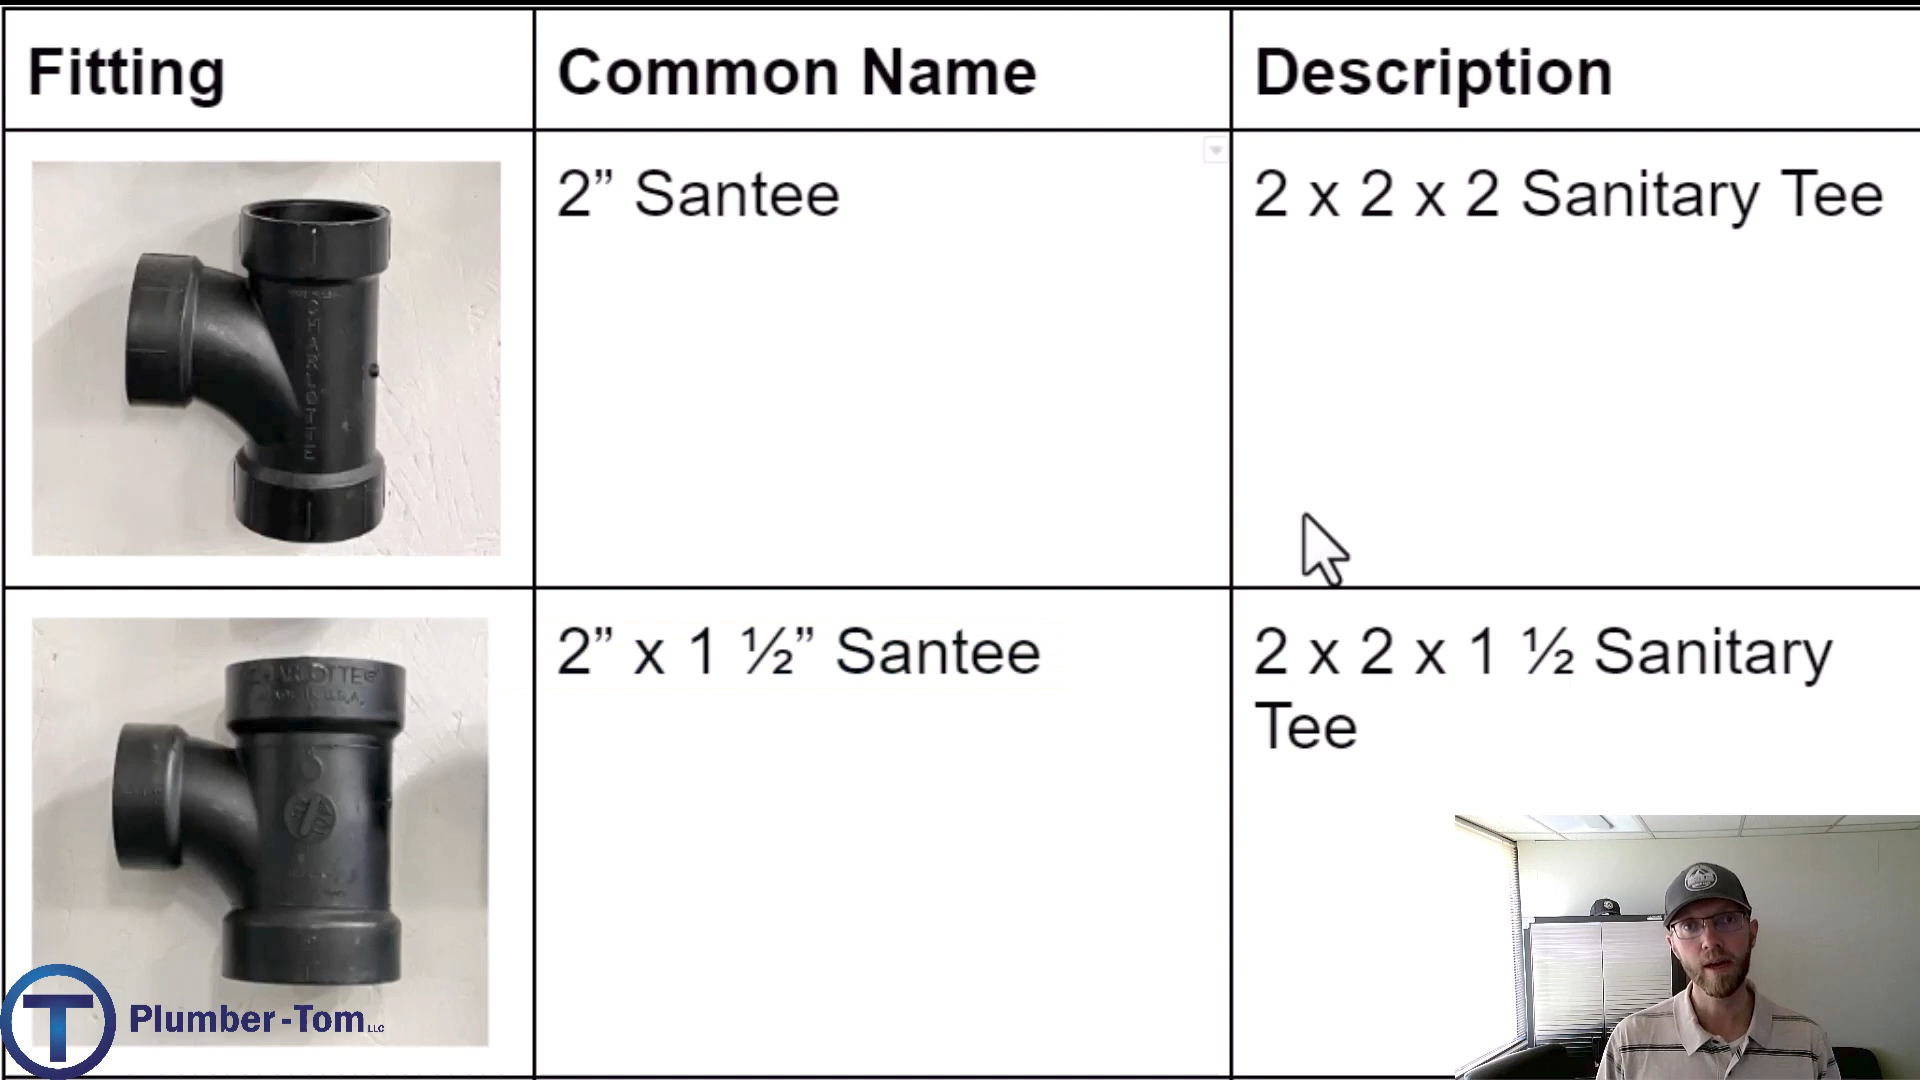 Fitting
Common Name
Description
CHARLOTTE
2” Santee
2 x 2 x 2 Sanitary Tee
CHARLOTTE
2” x 1 ½” Santee
2 x 2 x 1 ½ Sanitary
Tee
T
Plumber-Tom LLC